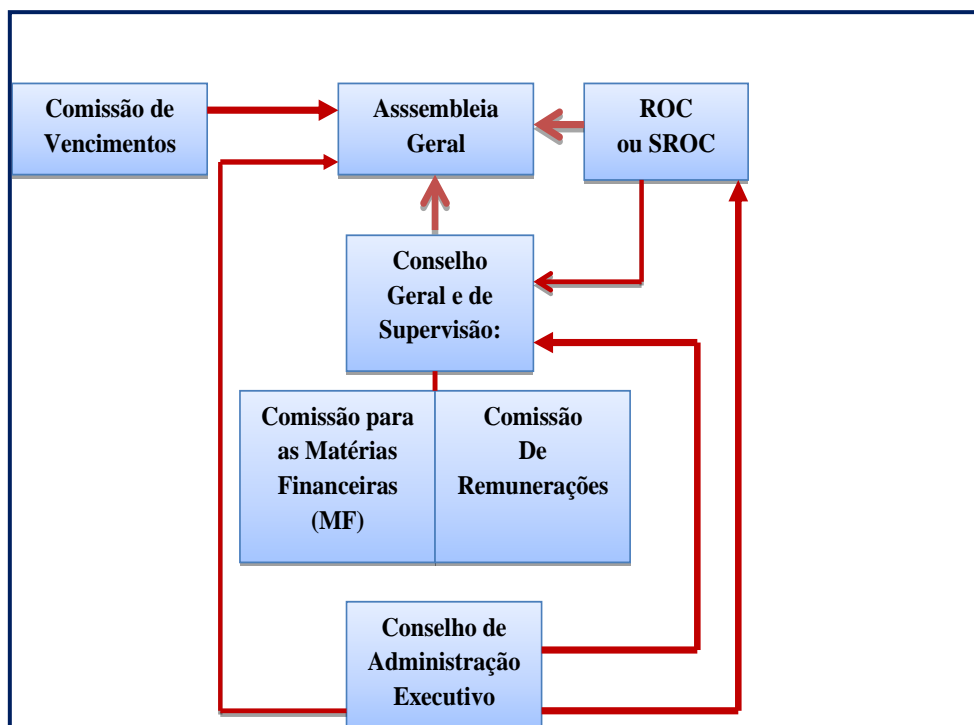 Comissão de
Vencimentos
Asssembleia
Geral
ROC
ou SROC
Conselho
Geral e de
Supervisão:
Comissão para
as Matérias
Financeiras
(MF)
Comissão
De
Remunerações
Conselho de
Administração
Executivo